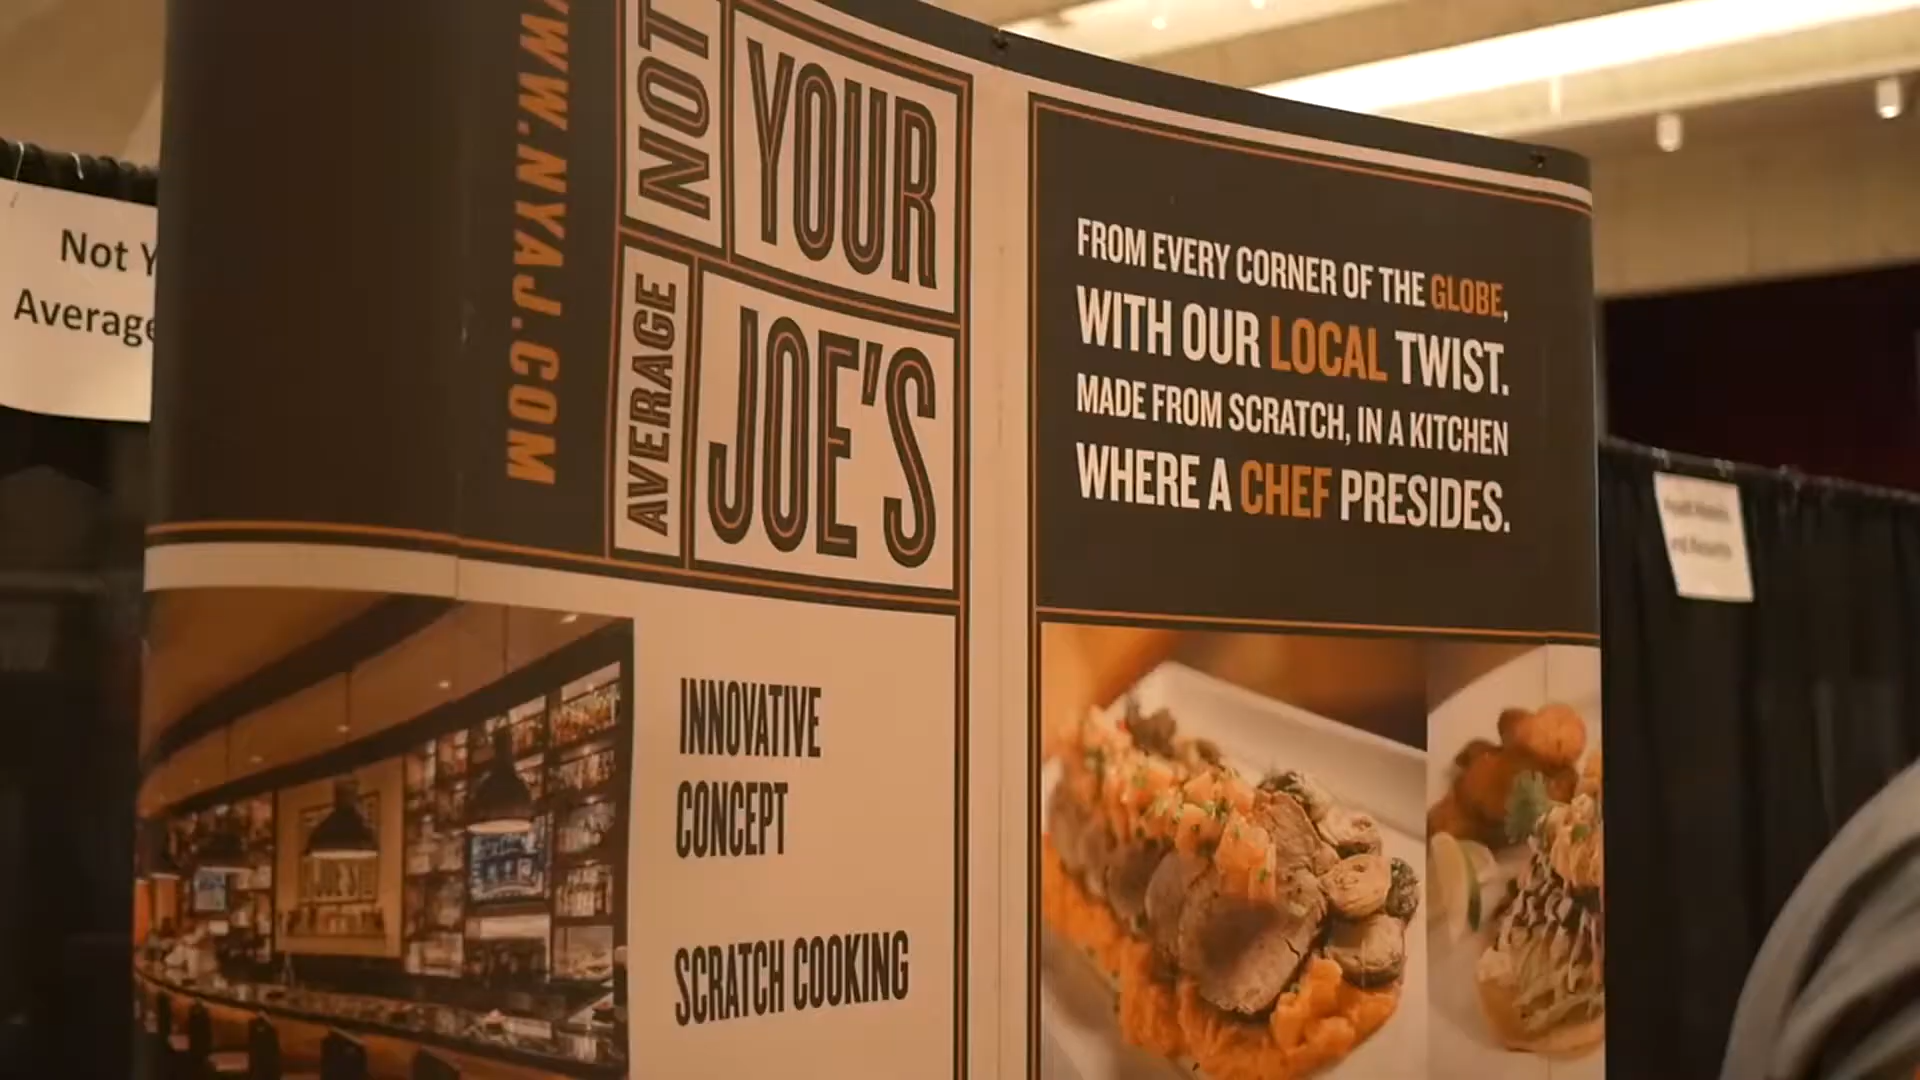 Not Y
Average
WWW.NYAJ.COM
NOT
YOUR
AVERAGE
JOE'S
FROM EVERY CORNER OF THE GLOBE,
WITH OUR LOCAL TWIST.
MADE FROM SCRATCH, IN A KITCHEN
WHERE A CHEF PRESIDES.
INNOVATIVE
CONCEPT
SCRATCH COOKING
JOE'S